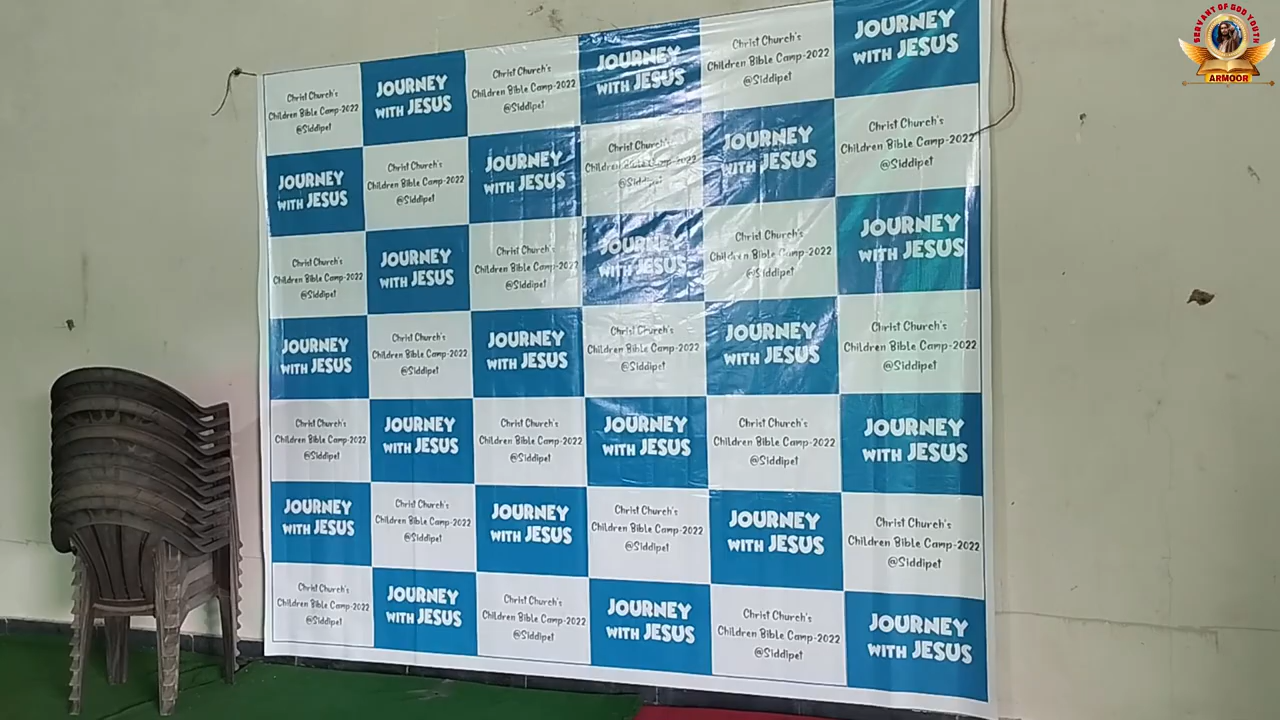 Christ Church's
Children Bible Camp-2022
@Siddipet
JOURNEY
WITH JESUS
Christ Church's
Children Bible Camp-2022
@Siddipet
JOURNEY
WITH JESUS
Christ Church's
Children Bible Camp-2022
@Siddipet
JOURNEY
WITH JESUS
JOURNEY
WITH JESUS
Christ Church's
Children Bible Camp-2022
@Siddipet
JOURNEY
WITH JESUS
Christ Church's
Children Bible Camp-2022
@Siddipet
JOURNEY
WITH JESUS
Christ Church's
Children Bible Camp-2022
@Siddipet
Christ Church's
Children Bible Camp-2022
@Siddipet
JOURNEY
WITH JESUS
Christ Church's
Children Bible Camp-2022
@Siddipet
JOURNEY
WITH JESUS
Christ Church's
Children Bible Camp-2022
@Siddipet
JOURNEY
WITH JESUS
JOURNEY
WITH JESUS
Christ Church's
Children Bible Camp-2022
@Siddipet
JOURNEY
WITH JESUS
Christ Church's
Children Bible Camp-2022
@Siddipet
JOURNEY
WITH JESUS
Christ Church's
Children Bible Camp-2022
@Siddipet
Christ Church's
Children Bible Camp-2022
@Siddipet
JOURNEY
WITH JESUS
Christ Church's
Children Bible Camp-2022
@Siddipet
JOURNEY
WITH JESUS
Christ Church's
Children Bible Camp-2022
@Siddipet
JOURNEY
WITH JESUS
JOURNEY
WITH JESUS
Christ Church's
Children Bible Camp-2022
@Siddipet
JOURNEY
WITH JESUS
Christ Church's
Children Bible Camp-2022
@Siddipet
JOURNEY
WITH JESUS
Christ Church's
Children Bible Camp-2022
@Siddipet
Christ Church's
Children Bible Camp-2022
@Siddipet
JOURNEY
WITH JESUS
Christ Church's
Children Bible Camp-2022
@Siddipet
JOURNEY
WITH JESUS
Christ Church's
Children Bible Camp-2022
@Siddipet
JOURNEY
WITH JESUS
SERVANT OF GOD YOUTH
ARMOOR